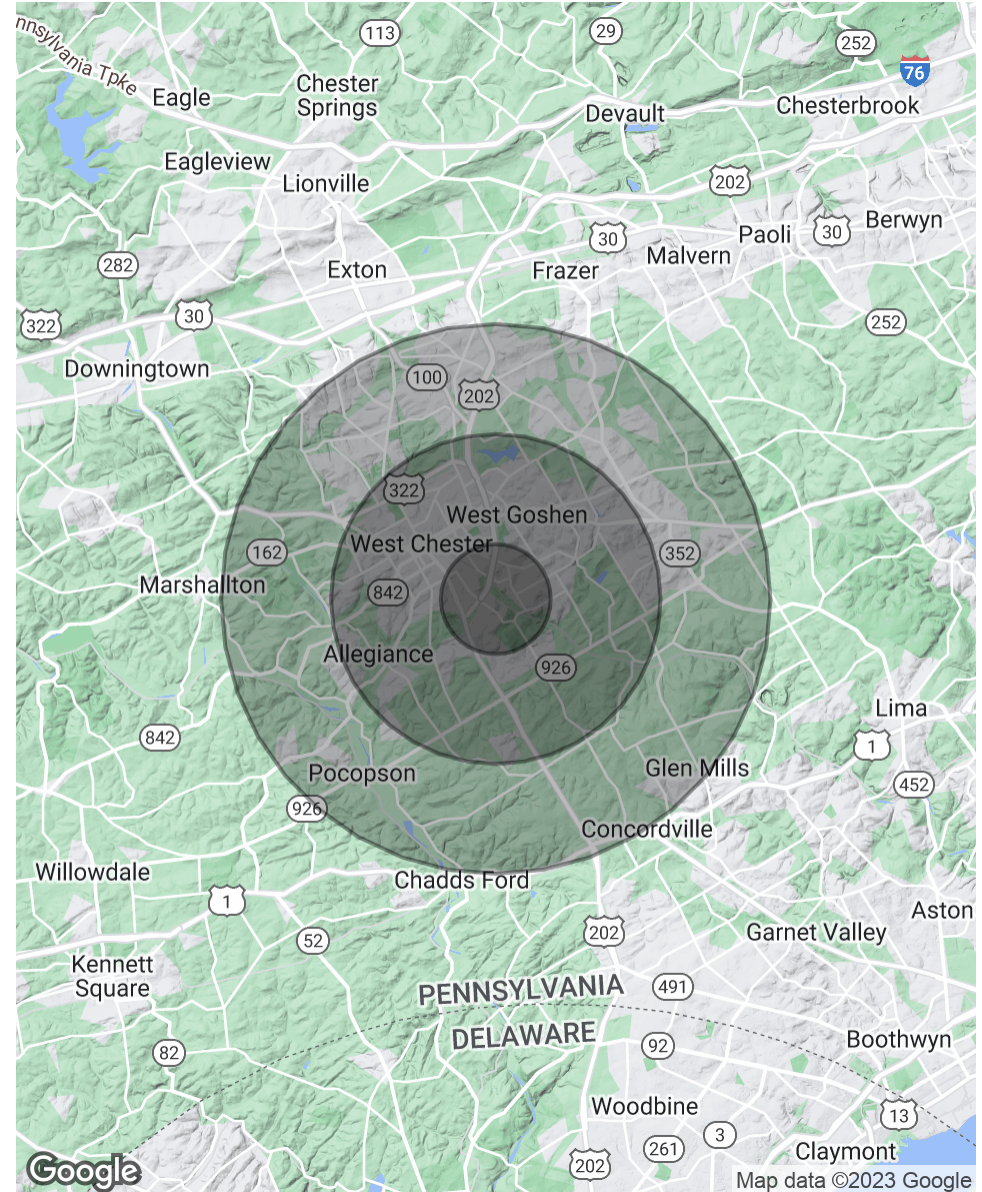 nnsylvania Tpke
113
29
252
76
Eagle
Chester
Springs
Devault
Chesterbrook
Eagleview
Lionville
202
30
Paoli
30
Berwyn
Malvern
282
Exton
Frazer
322
30
252
Downingtown
100
202
322
West Goshen
West Chester
162
352
Marshallton
842
Allegiance
926
842
Lima
1
Pocopson
Glen Mills
452
926
Concordville
Willowdale
Chadds Ford
1
Aston
52
202
Garnet Valley
Kennett
Square
PENNSYLVANIA
491
DELAWARE
82
92
Boothwyn
Woodbine
13
3
261
Claymont
202
Google
Map data ©2023 Google